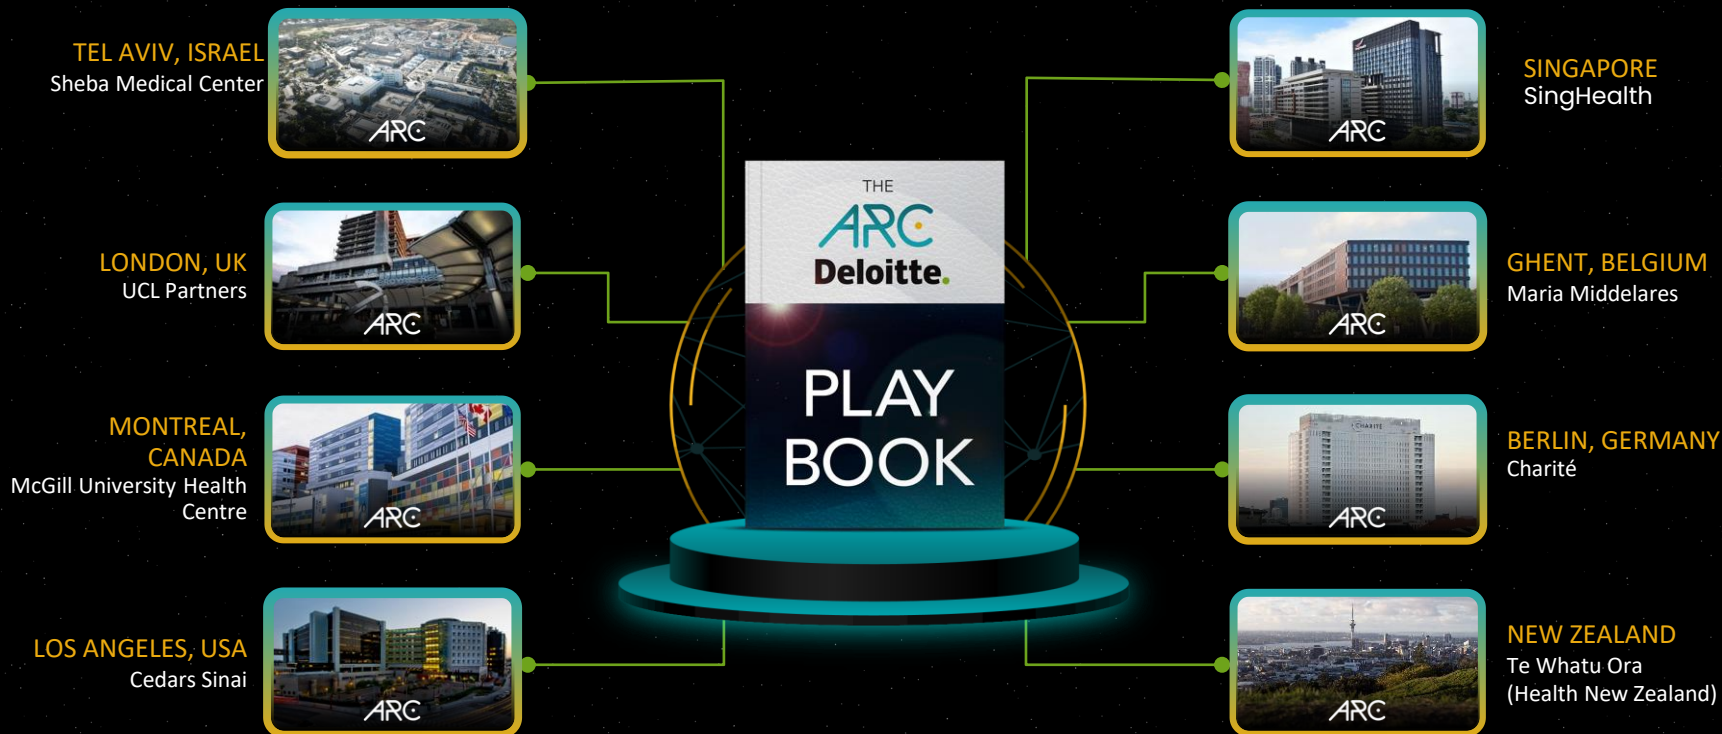 TEL AVIV, ISRAEL
Sheba Medical Center
ARC
LONDON, UK
UCL Partners
ARC
MONTREAL,
CANADA
McGill University Health
Centre
ARC
LOS ANGELES, USA
Cedars Sinai
ARC
THE
ARC
Deloitte.
PLAY
BOOK
SINGAPORE
SingHealth
ARC
GHENT, BELGIUM
Maria Middelares
ARC
BERLIN, GERMANY
Charité
CHARITÉ
ARC
NEW ZEALAND
Te Whatu Ora
(Health New Zealand)
ARC